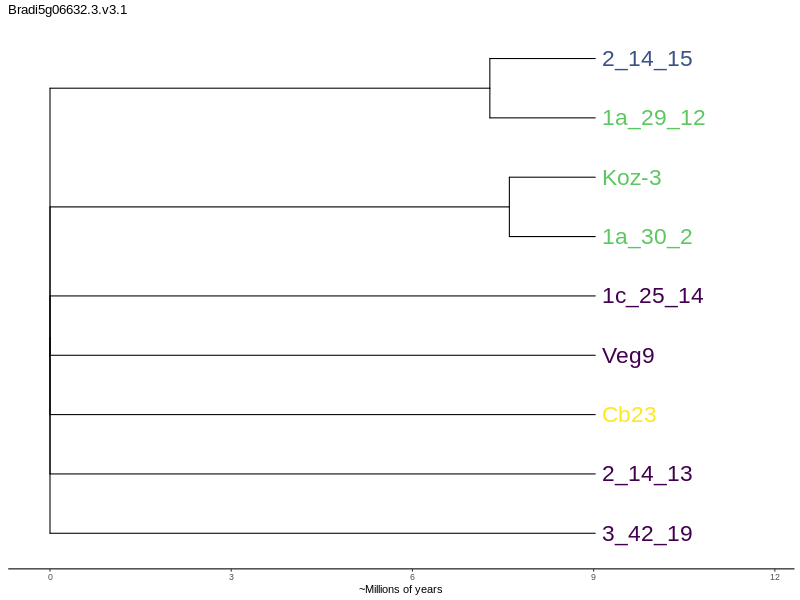 Bradi5g06632.3.v3.1
2_14_15
1a_29_12
Koz-3
1a_30_2
1c_25_14
Veg9
Cb23
2_14_13
3_42_19
0 3 6 9 12
~Millions of years